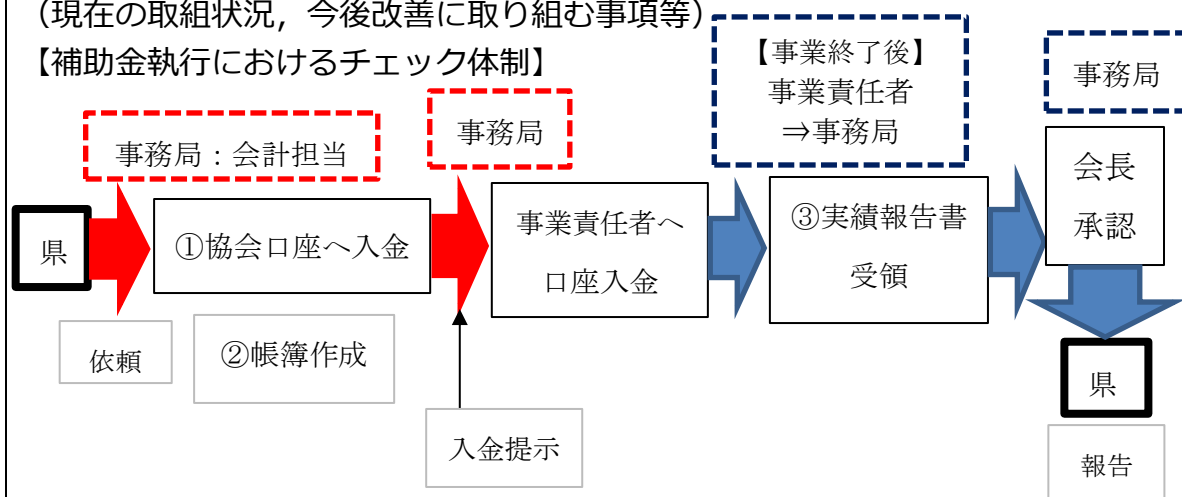 （現在の取組状況，今後改善に取り組む事項等）
【補助金執行におけるチェック体制】
事務局：会計担当
事務局
【事業終了後】
事業責任者
⇒事務局
事務局
県
①協会口座へ入金
事業責任者へ
口座入金
③実績報告書
受領
会長
承認
依頼
②帳簿作成
入金提示
県
報告